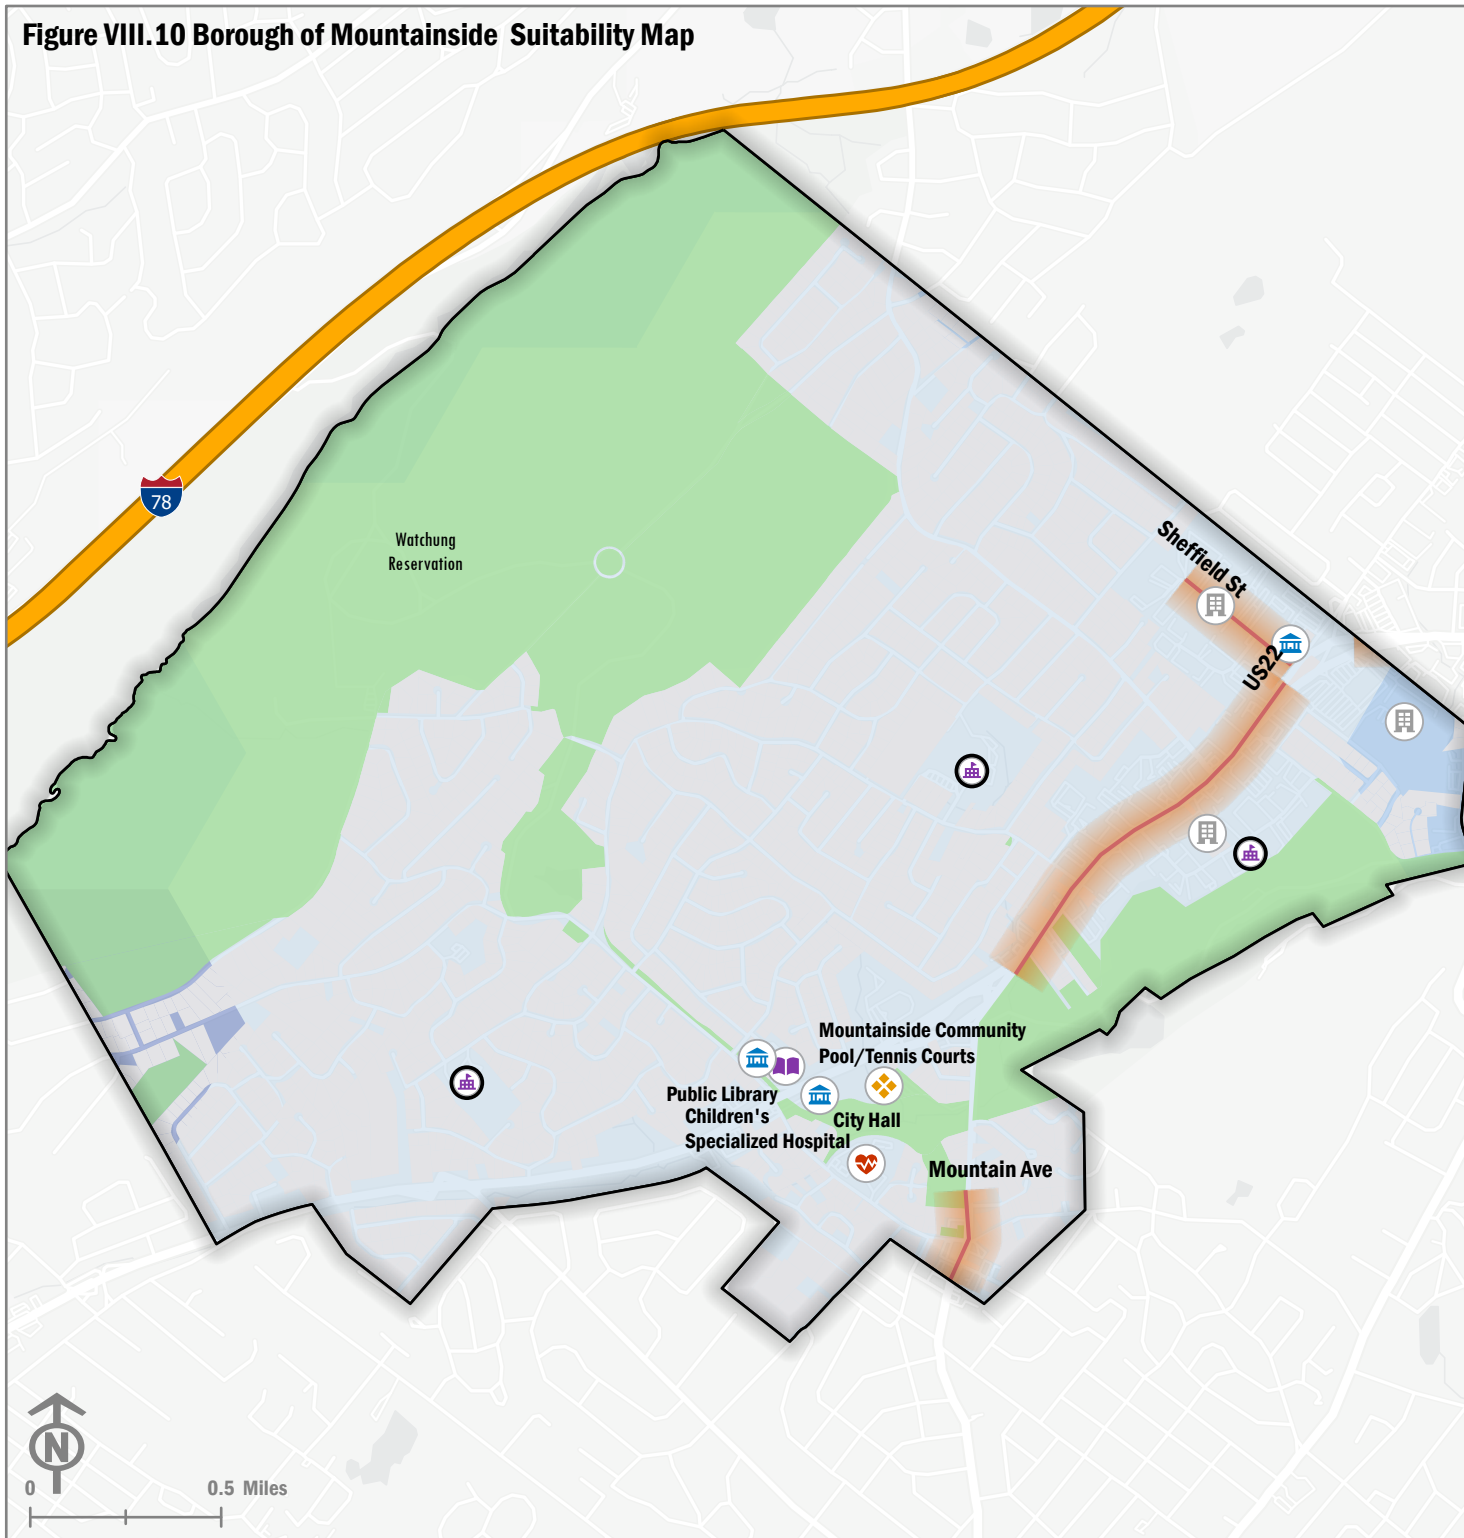 Figure VIII.10 Borough of Mountainside Suitability Map
78
Watchung
Reservation
Sheffield St
US22
Mountainside Community
Pool/Tennis Courts
Public Library
Children's
Specialized Hospital
City Hall
Mountain Ave
N
0
0.5 Miles